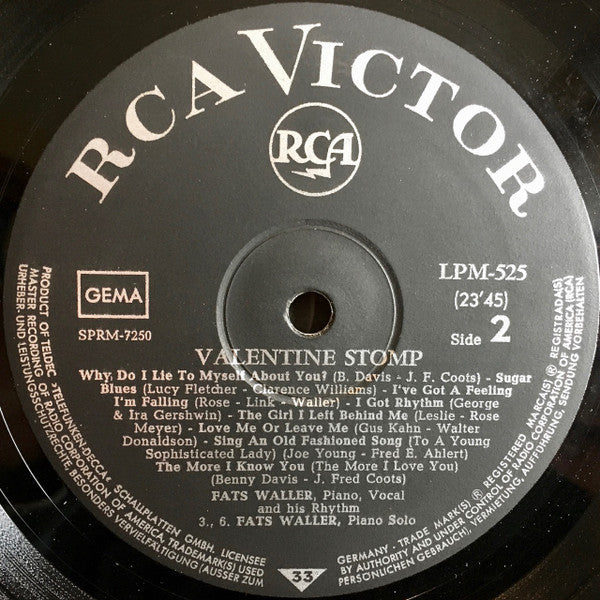 RCA VICTOR
RCA
GEMA
SPRM-7250
LPM-525
(23'45)
Side 2
VALENTINE STOMP
Why Do I Lie To Myself About You? (B. Davis - J. F. Coots) - Sugar
Blues (Lucy Fletcher - Clarence Williams) - I've Got A Feeling
I'm Falling (Rose - Link - Waller) - I Got Rhythm (George
& Ira Gershwin) - The Girl I Left Behind Me (Leslie - Rose
Meyer) - Love Me Or Leave Me (Gus Kahn - Walter
Donaldson) - Sing An Old Fashioned Song (To A Young
Sophisticated Lady) (Joe Young - Fred E. Ahlert)
The More I Know You (The More I Love You)
(Benny Davis - J. Fred Coots)
FATS WALLER, Piano, Vocal
and his Rhythm
3., 6. FATS WALLER, Piano Solo
33
PRODUCT OF TELDEC »TELEFUNKEN-DECCA« SCHALLPLATTEN GMBH. LICENSEE
MASTER RECORDING OF RADIO CORPORATION OF AMERICA, TRADEMARK(S) ®
URHEBER- UND LEISTUNGSSCHUTZRECHTE BESONDERS VERVIELFÄLTIGUNG (AUSSER ZUM
GERMANY - TRADE MARK(S) ® REGISTERED MARCA(S) ® REGISTRADA(S)
BY AUTHORITY AND UNDER CONTROL OF RADIO CORPORATION OF AMERICA (RCA)
PERSÖNLICHEN GEBRAUCH), VERMIETUNG, AUFFÜHRUNG, SENDUNG VORBEHALTEN